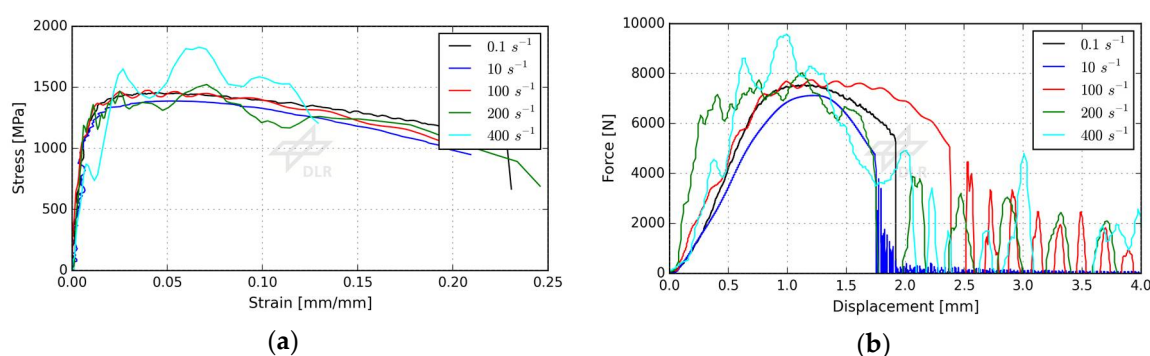 2000
1500
1000
500
0
Stress [MPa]
0.00 0.05 0.10 0.15 0.20 0.25
Strain [mm/mm]
0.1 s⁻¹
10 s⁻¹
100 s⁻¹
200 s⁻¹
400 s⁻¹
DLR
(a)
10000
8000
6000
4000
2000
0
Force [N]
0.0 0.5 1.0 1.5 2.0 2.5 3.0 3.5 4.0
Displacement [mm]
0.1 s⁻¹
10 s⁻¹
100 s⁻¹
200 s⁻¹
400 s⁻¹
DLR
(b)